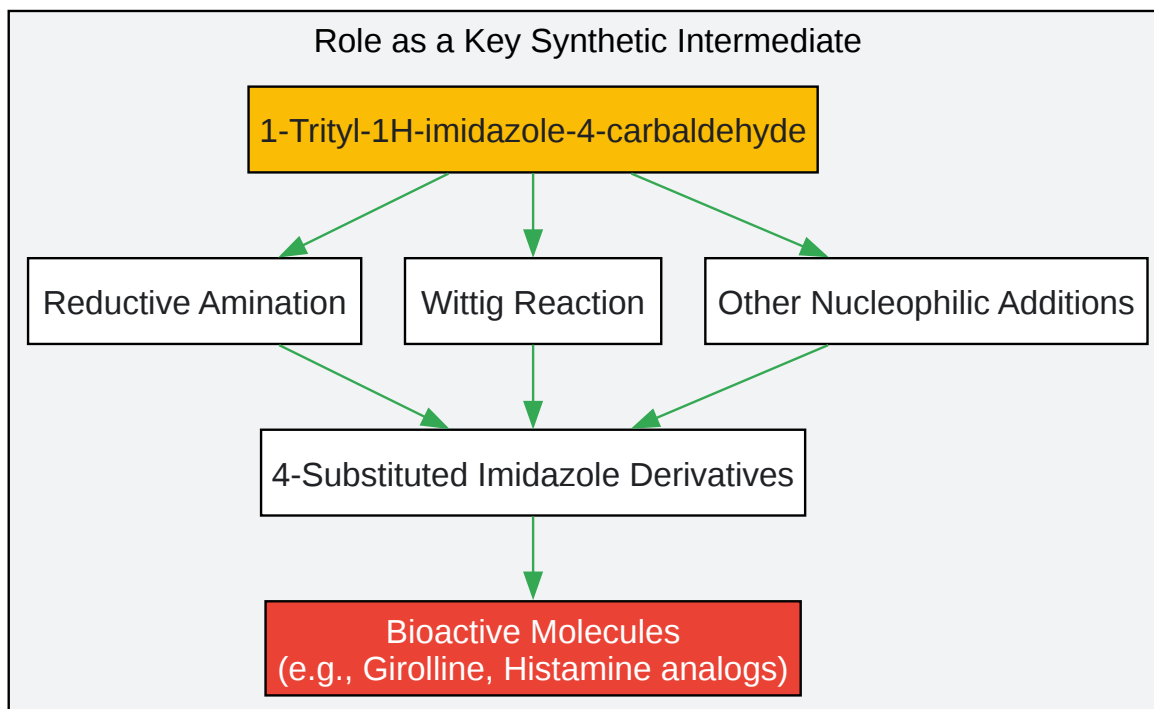 Role as a Key Synthetic Intermediate
1-Trityl-1H-imidazole-4-carbaldehyde
Reductive Amination
Wittig Reaction
Other Nucleophilic Additions
4-Substituted Imidazole Derivatives
Bioactive Molecules
(e.g., Girolline, Histamine analogs)